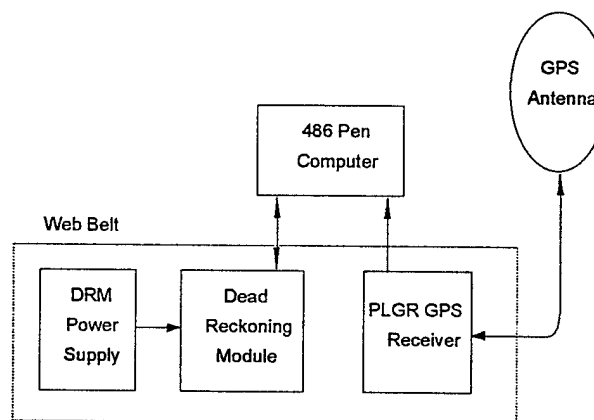 GPS
Antenna
486 Pen
Computer
Web Belt
DRM
Power
Supply
Dead
Reckoning
Module
PLGR GPS
Receiver